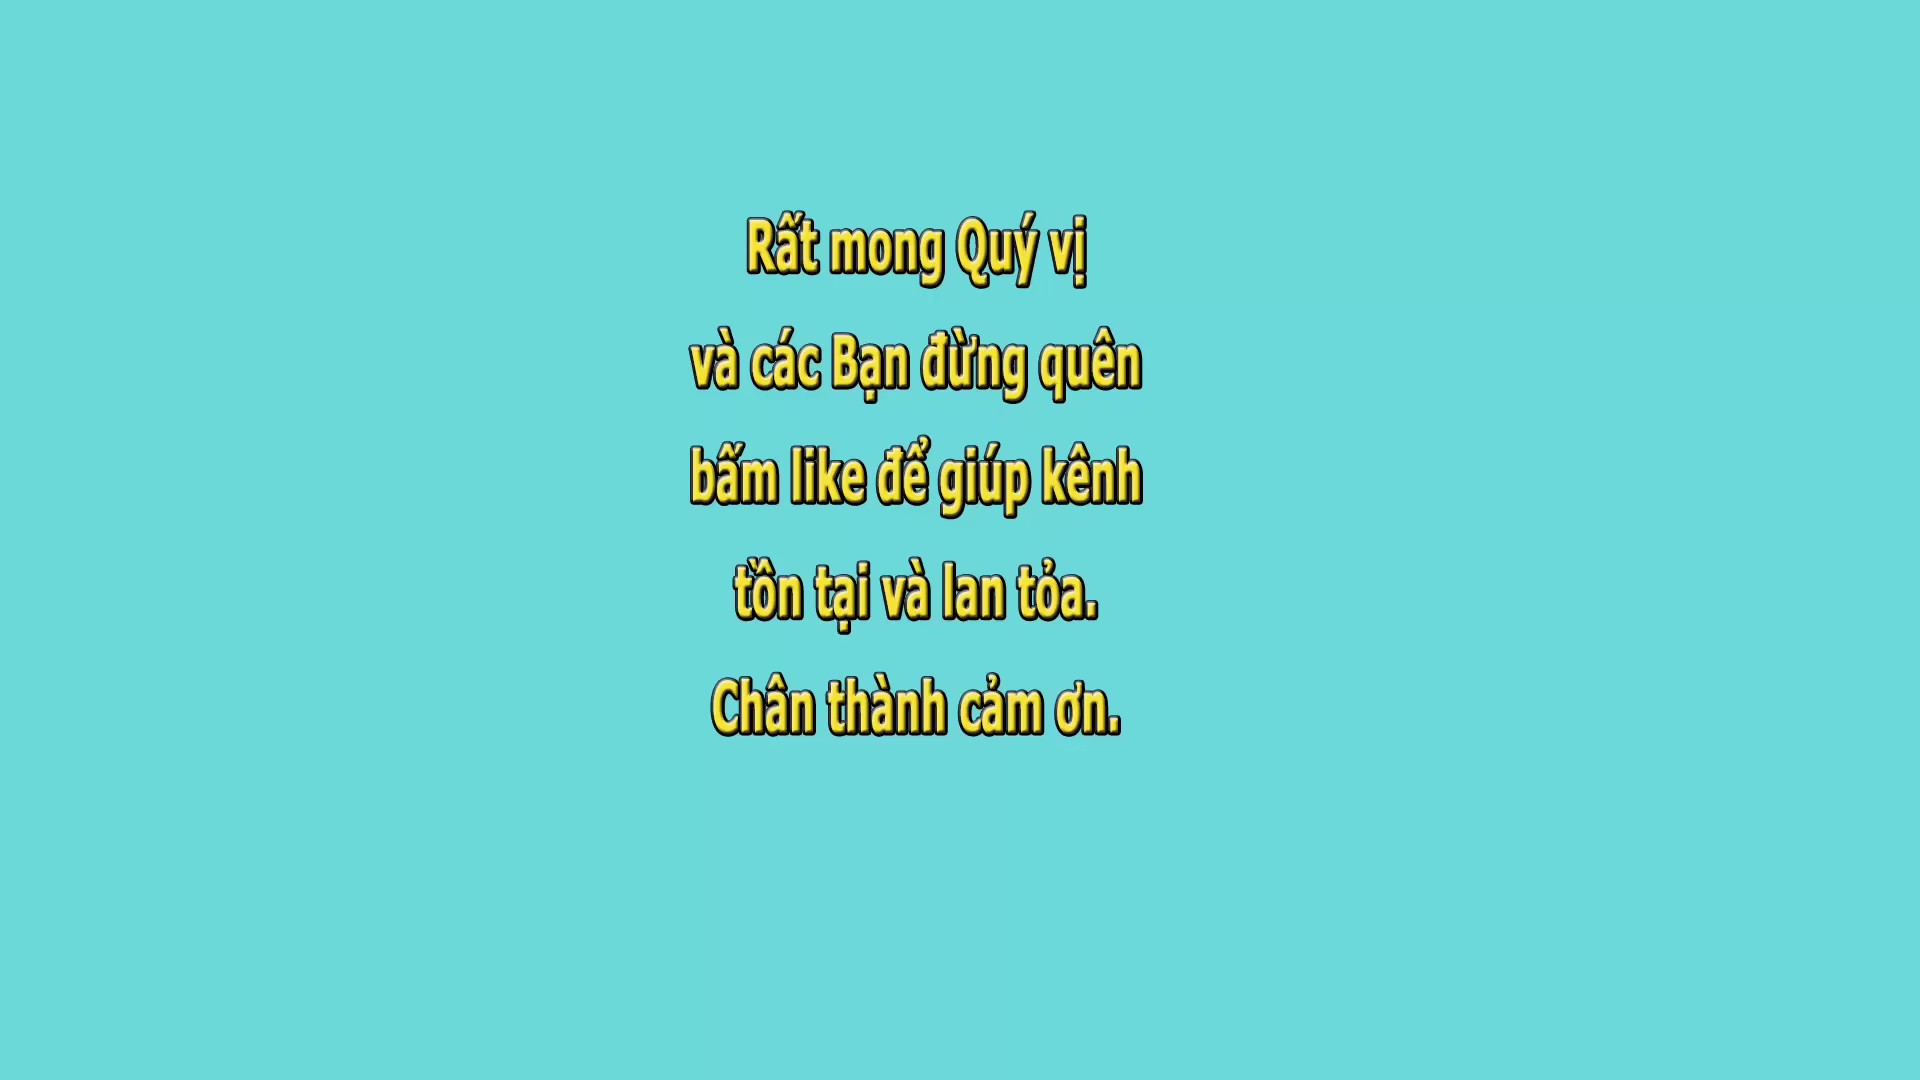 Rất mong Quý vị
và các Bạn đừng quên
bấm like để giúp kênh
tồn tại và lan tỏa.
Chân thành cảm ơn.